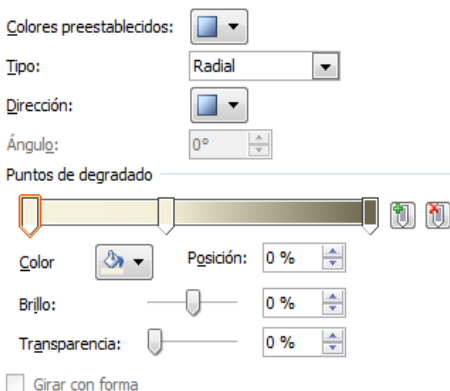 Colores preestablecidos:
Tipo: Radial
Dirección:
Ángulo: 0°
Puntos de degradado
Color Posición: 0 %
Brillo: 0 %
Transparencia: 0 %
Girar con forma